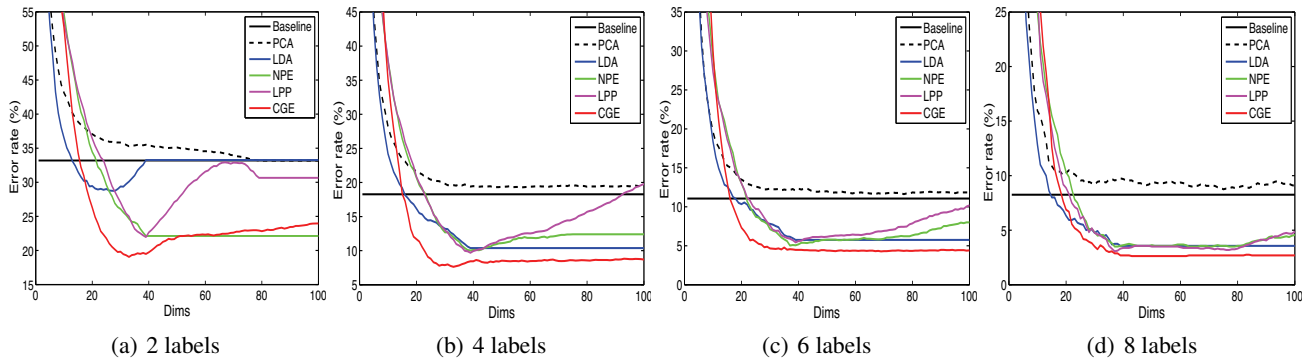 Error rate (%)
55
50
45
40
35
30
25
20
15
0
20
40
60
80
100
Dims
Baseline
PCA
LDA
NPE
LPP
CGE
(a) 2 labels
Error rate (%)
45
40
35
30
25
20
15
10
5
0
20
40
60
80
100
Dims
Baseline
PCA
LDA
NPE
LPP
CGE
(b) 4 labels
Error rate (%)
35
30
25
20
15
10
5
0
0
20
40
60
80
100
Dims
Baseline
PCA
LDA
NPE
LPP
CGE
(c) 6 labels
Error rate (%)
25
20
15
10
5
0
0
20
40
60
80
100
Dims
Baseline
PCA
LDA
NPE
LPP
CGE
(d) 8 labels